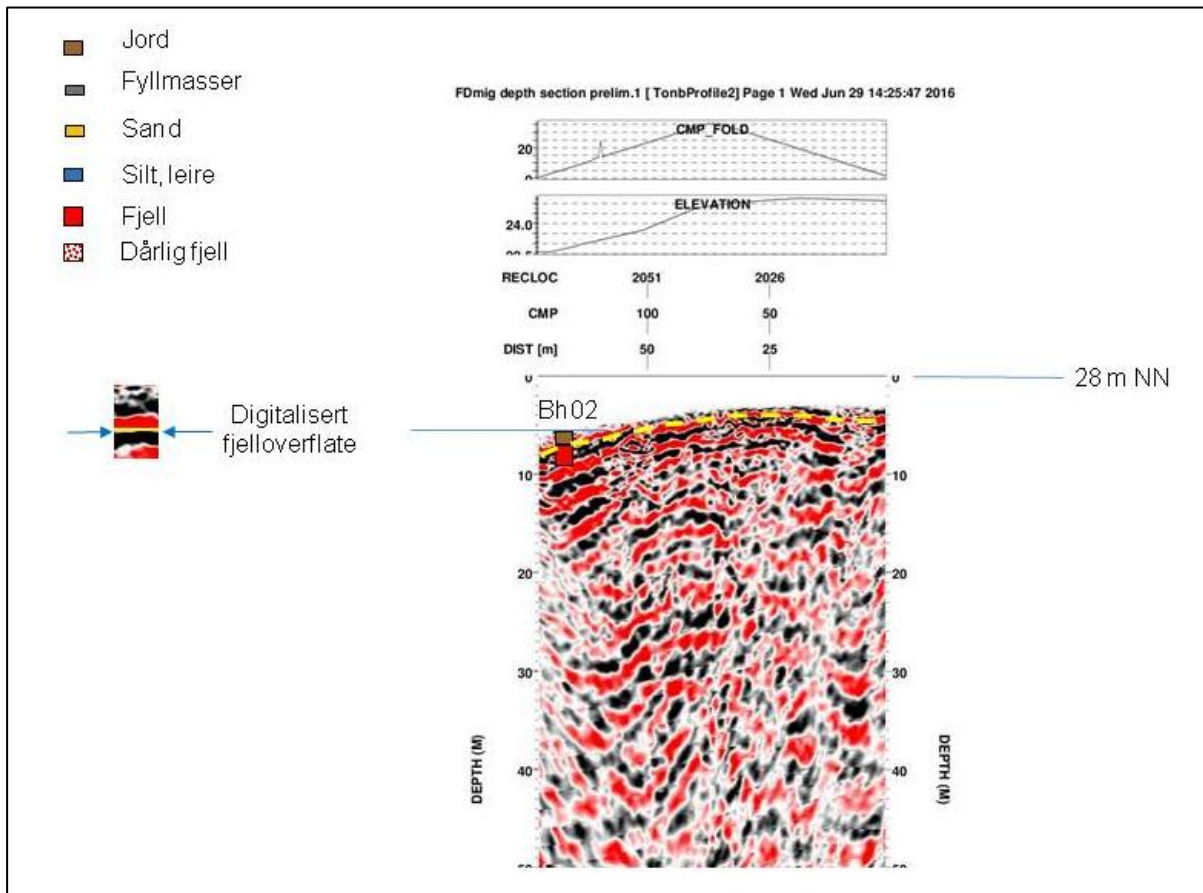 Jord
Fyllmasser
Sand
Silt, leire
Fjell
Dårlig fjell
FDmig depth section prelim.1 [ TonbProfile2] Page 1 Wed Jun 29 14:25:47 2016
CMP_FOLD
20
ELEVATION
24.0
RECLOC 2051 2026
CMP 100 50
DIST [m] 50 25
0 0
28 m NN
Digitalisert
fjelloverflate
Bh02
10 10
20 20
30 30
40 40
DEPTH (M) DEPTH (M)